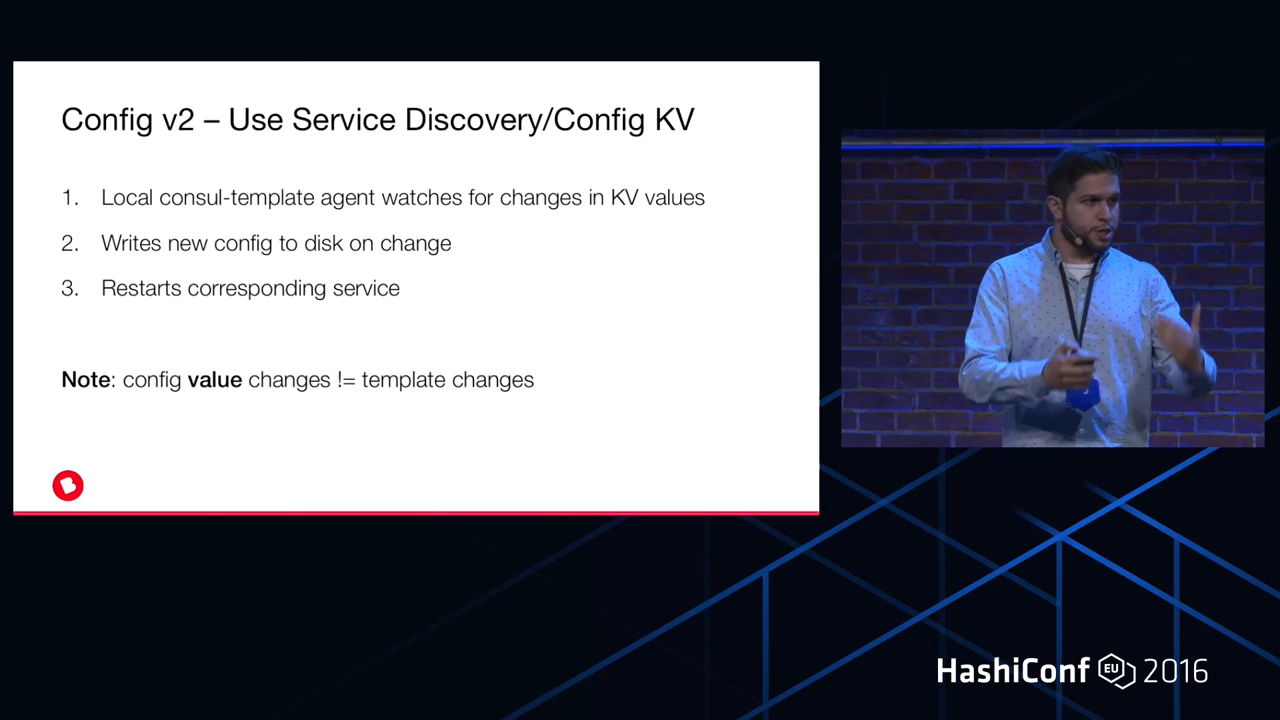 Config v2 – Use Service Discovery/Config KV
1. Local consul-template agent watches for changes in KV values
2. Writes new config to disk on change
3. Restarts corresponding service
Note: config value changes != template changes
HashiConf EU 2016